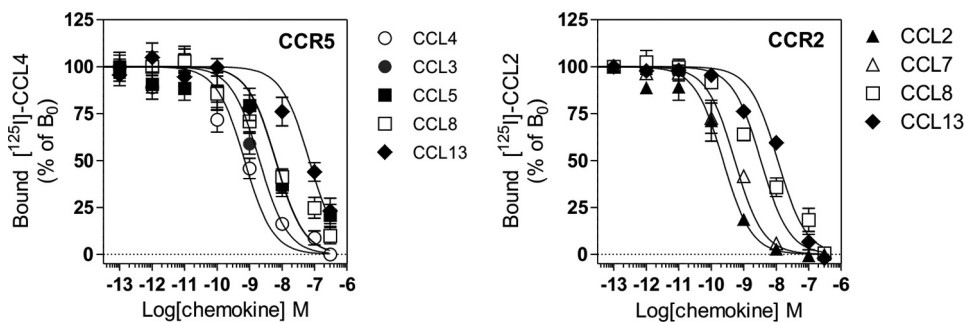 125
100
75
50
25
0
Bound [¹²⁵I]-CCL4
(% of B₀)
CCR5
-13 -12 -11 -10 -9 -8 -7 -6
Log[chemokine] M
CCL4
CCL3
CCL5
CCL8
CCL13
125
100
75
50
25
0
Bound [¹²⁵I]-CCL2
(% of B₀)
CCR2
-13 -12 -11 -10 -9 -8 -7 -6
Log[chemokine] M
CCL2
CCL7
CCL8
CCL13